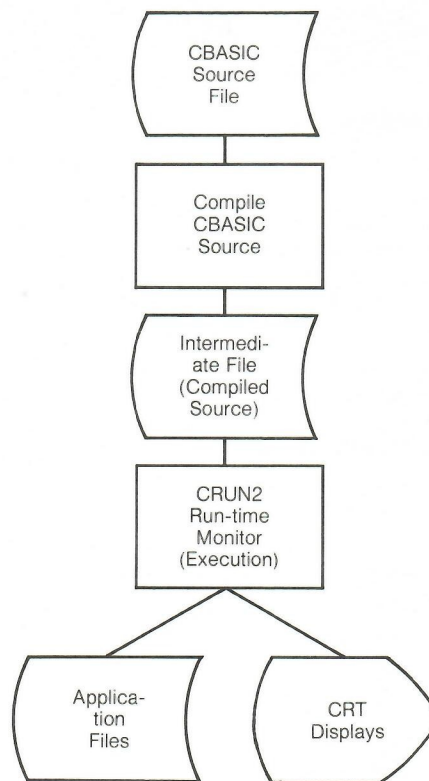 CBASIC
Source
File
Compile
CBASIC
Source
Intermedi-
ate File
(Compiled
Source)
CRUN2
Run-time
Monitor
(Execution)
Applica-
tion
Files
CRT
Displays